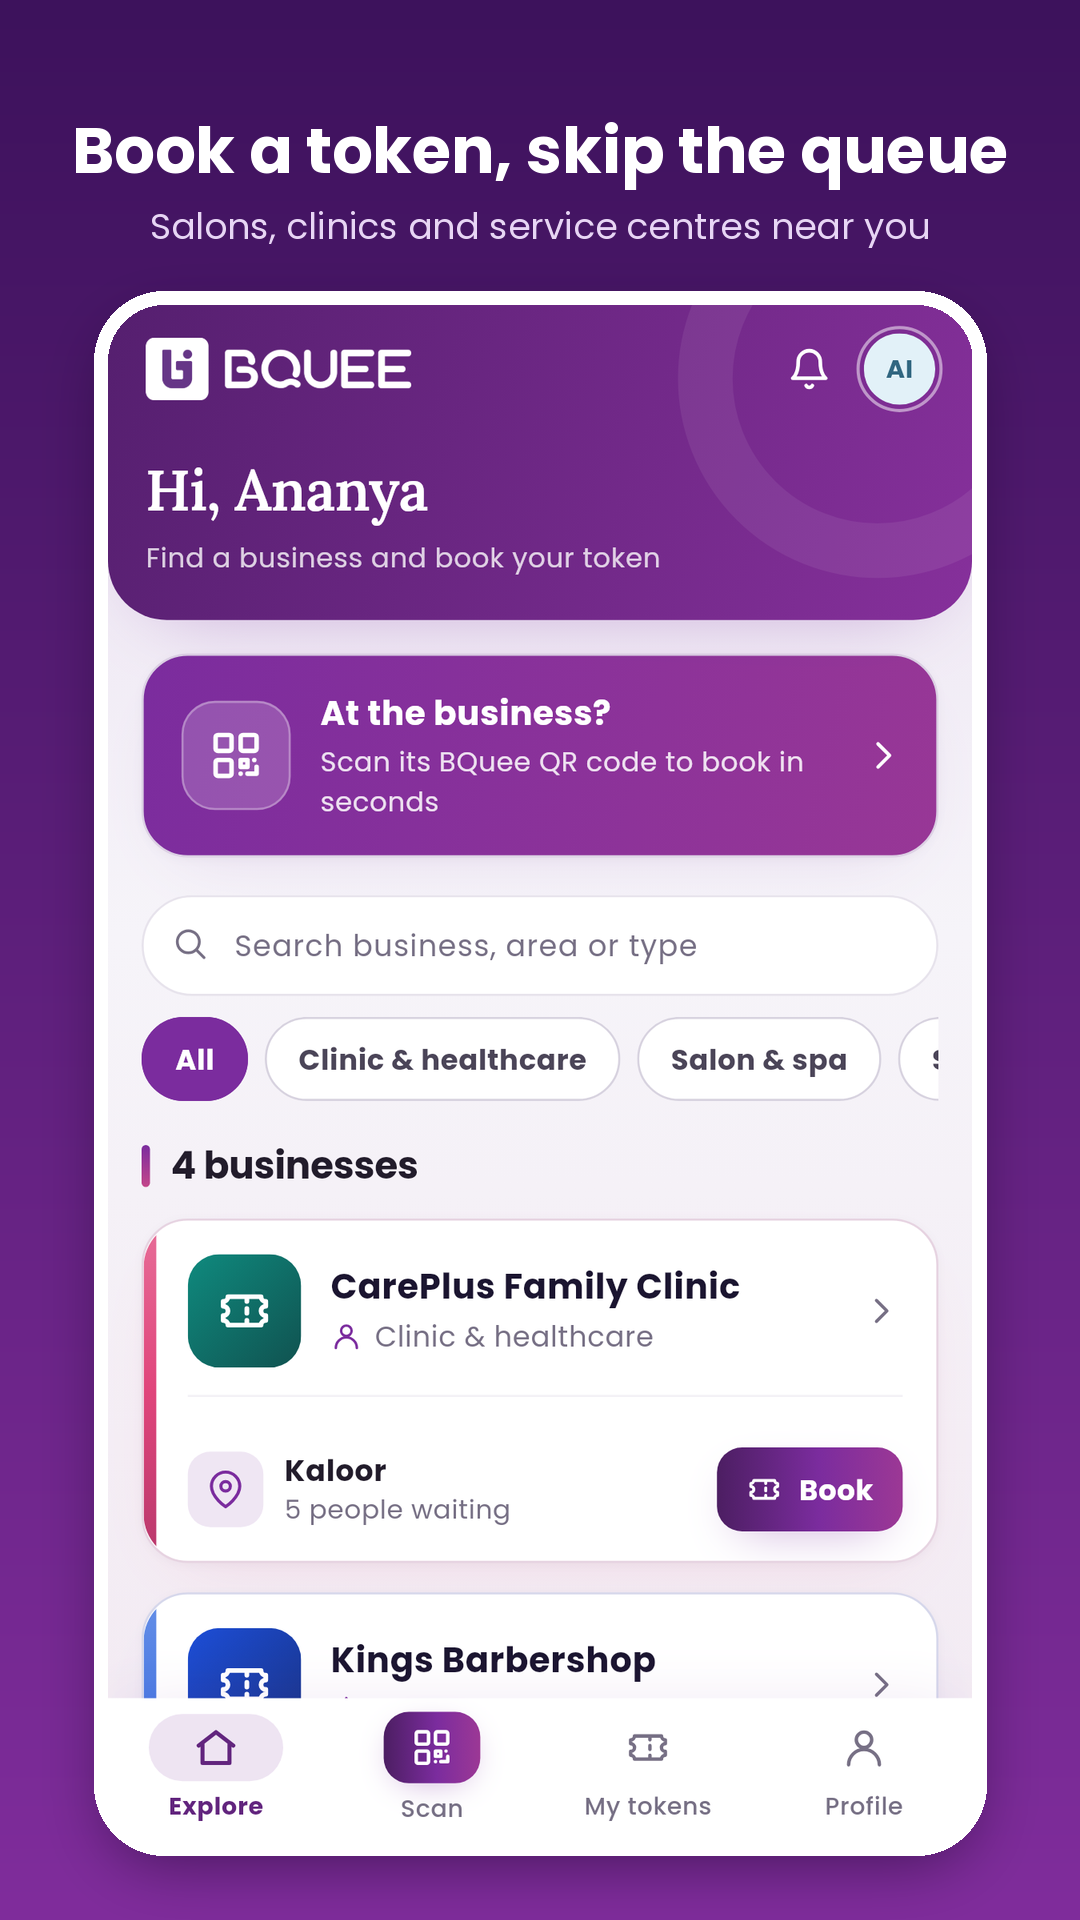 Book a token, skip the queue
Salons, clinics and service centres near you
BQUEE
AI
Hi, Ananya
Find a business and book your token
At the business?
Scan its BQuee QR code to book in
seconds
Search business, area or type
All
Clinic & healthcare
Salon & spa
4 businesses
CarePlus Family Clinic
Clinic & healthcare
Kaloor
5 people waiting
Book
Kings Barbershop
Explore
Scan
My tokens
Profile